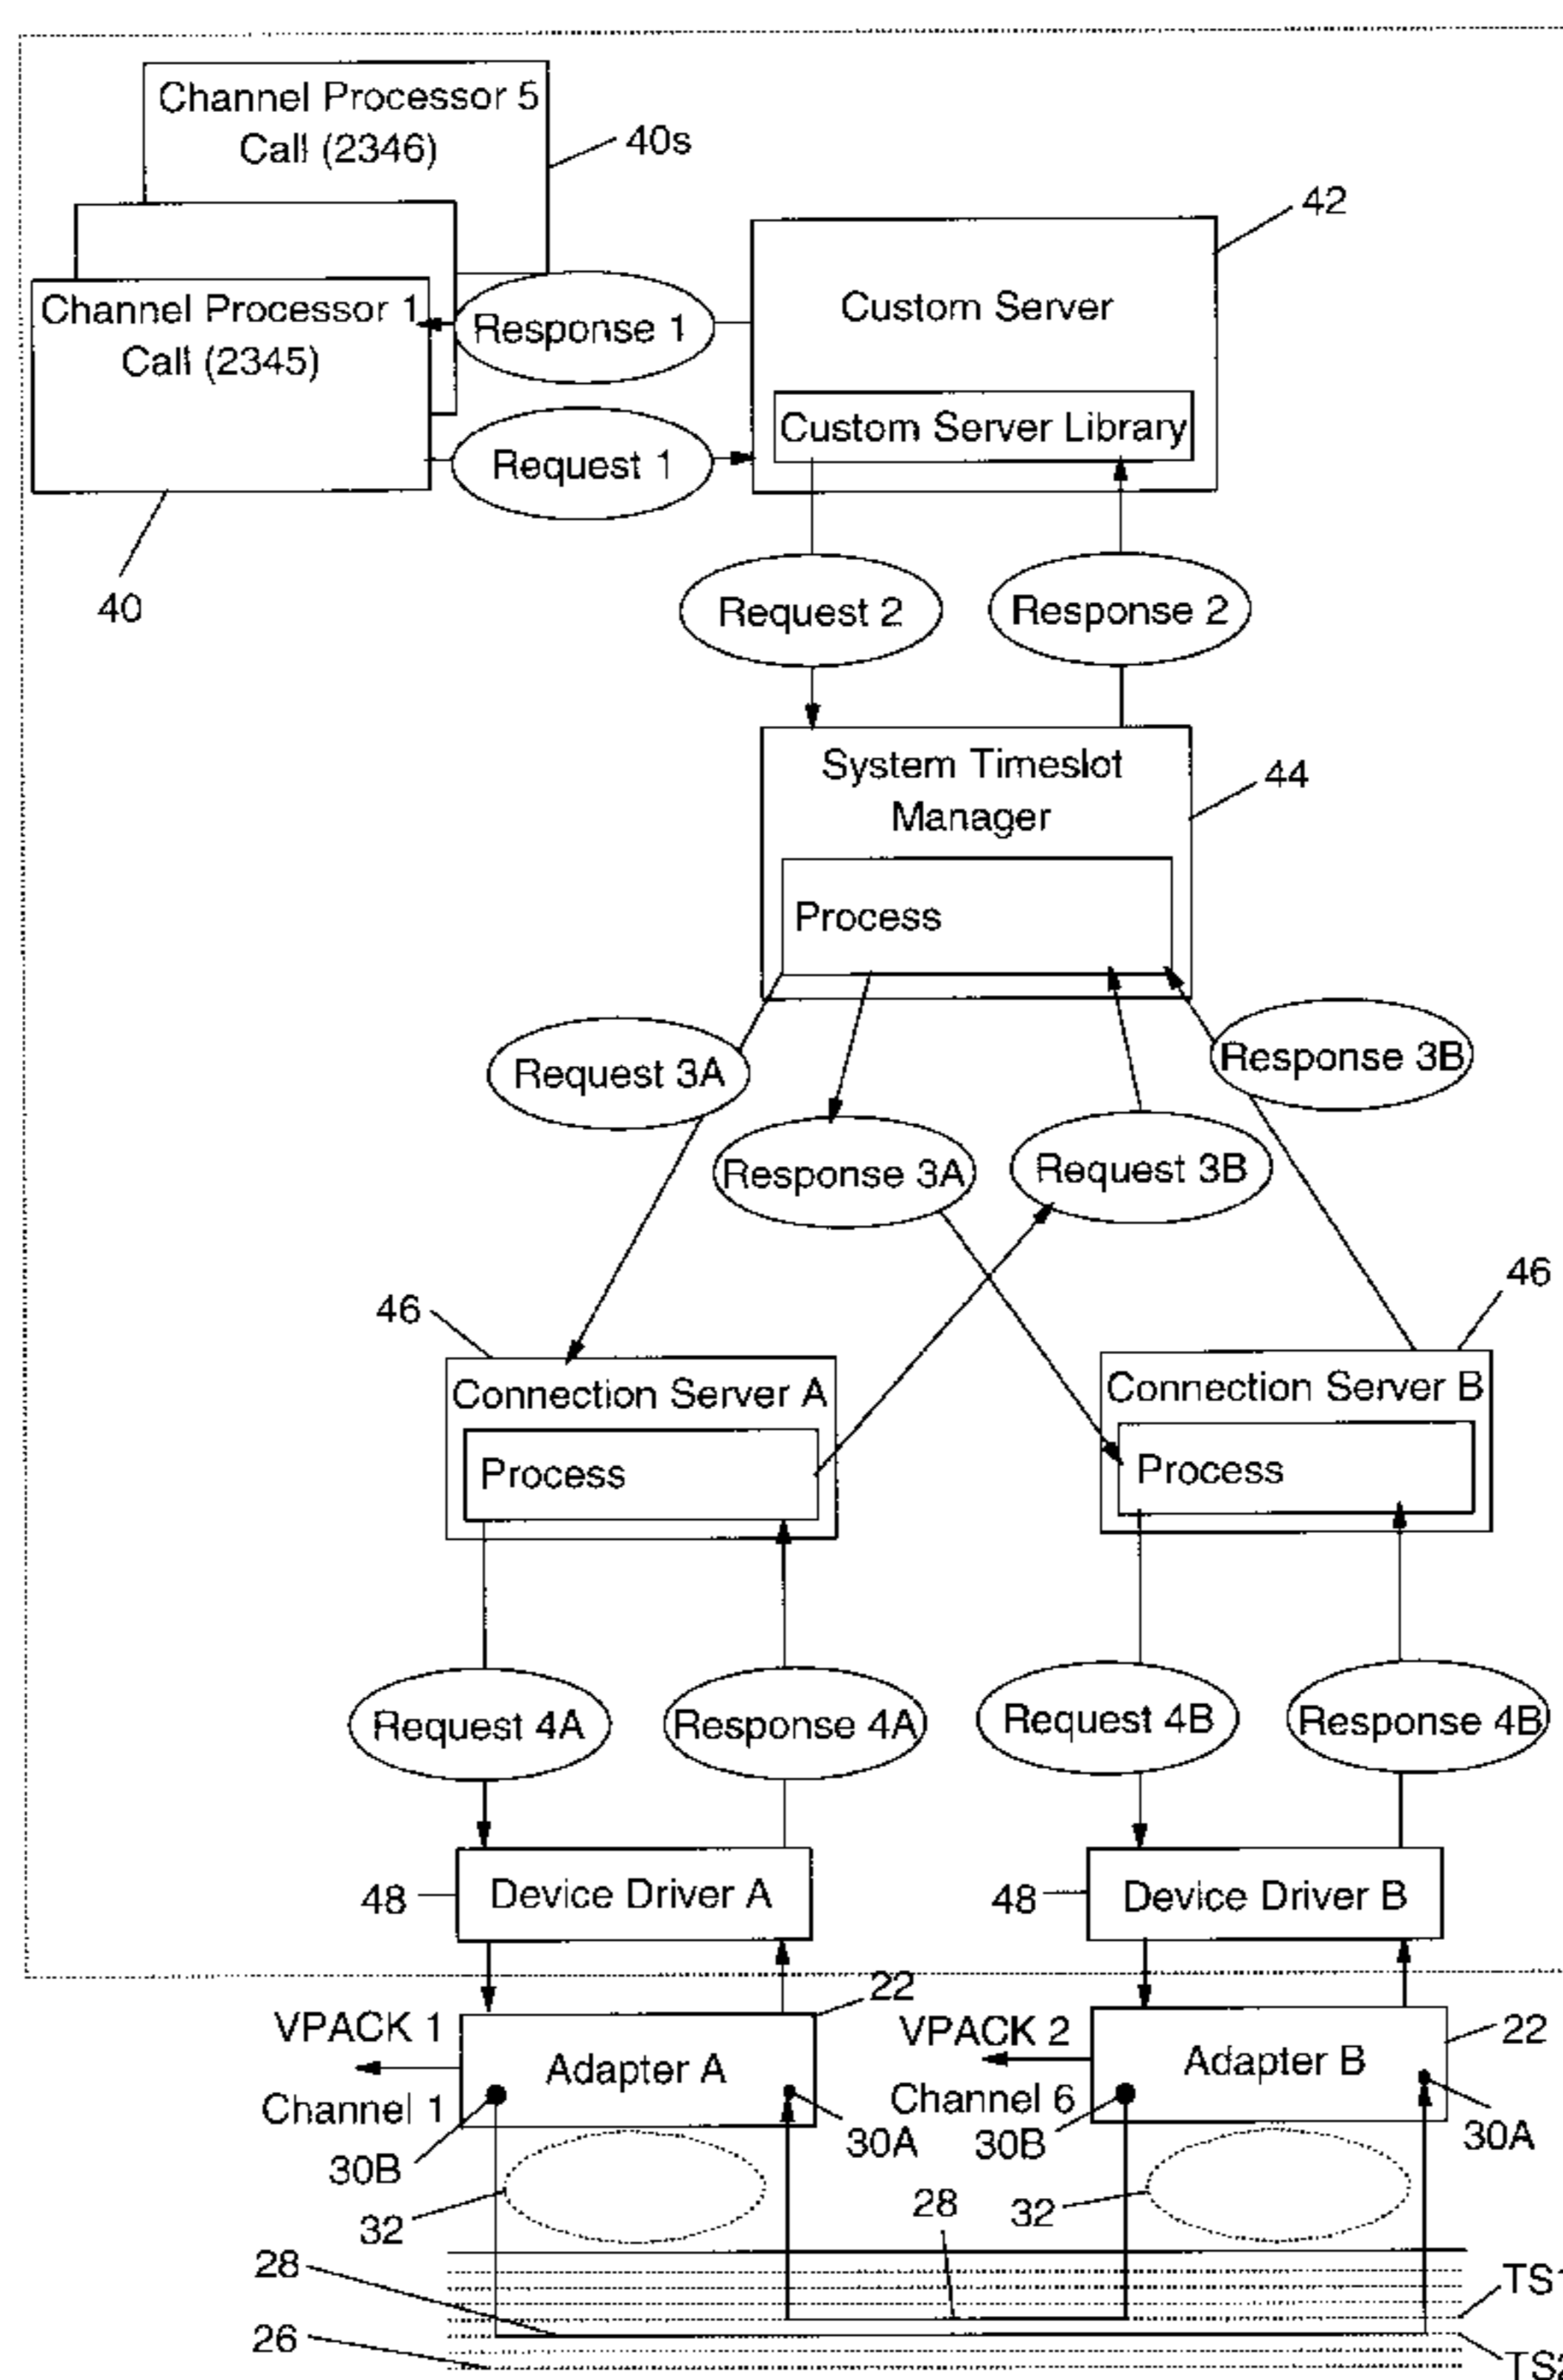 Channel Processor 5
Call (2346)
40s
42
Channel Processor 1
Call (2345)
Response 1
Custom Server
Custom Server Library
Request 1
40
Request 2
Response 2
System Timeslot
Manager
44
Process
Request 3A
Response 3B
Response 3A
Request 3B
46
46
Connection Server A
Connection Server B
Process
Process
Request 4A
Response 4A
Request 4B
Response 4B
48
Device Driver A
48
Device Driver B
22
VPACK 1
Adapter A
VPACK 2
Adapter B
22
Channel 1
Channel 6
30B
30A
30B
30A
32
28
32
28
TS1
26